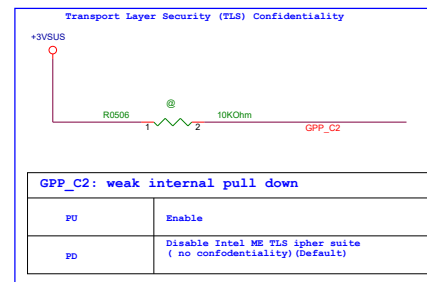 Transport Layer Security (TLS) Confidentiality
+3VSUS
@
R0506
10KOhm
1
2
GPP_C2
GPP_C2: weak internal pull down
PU
Enable
PD
Disable Intel ME TLS ipher suite
( no confodentiality)(Default)